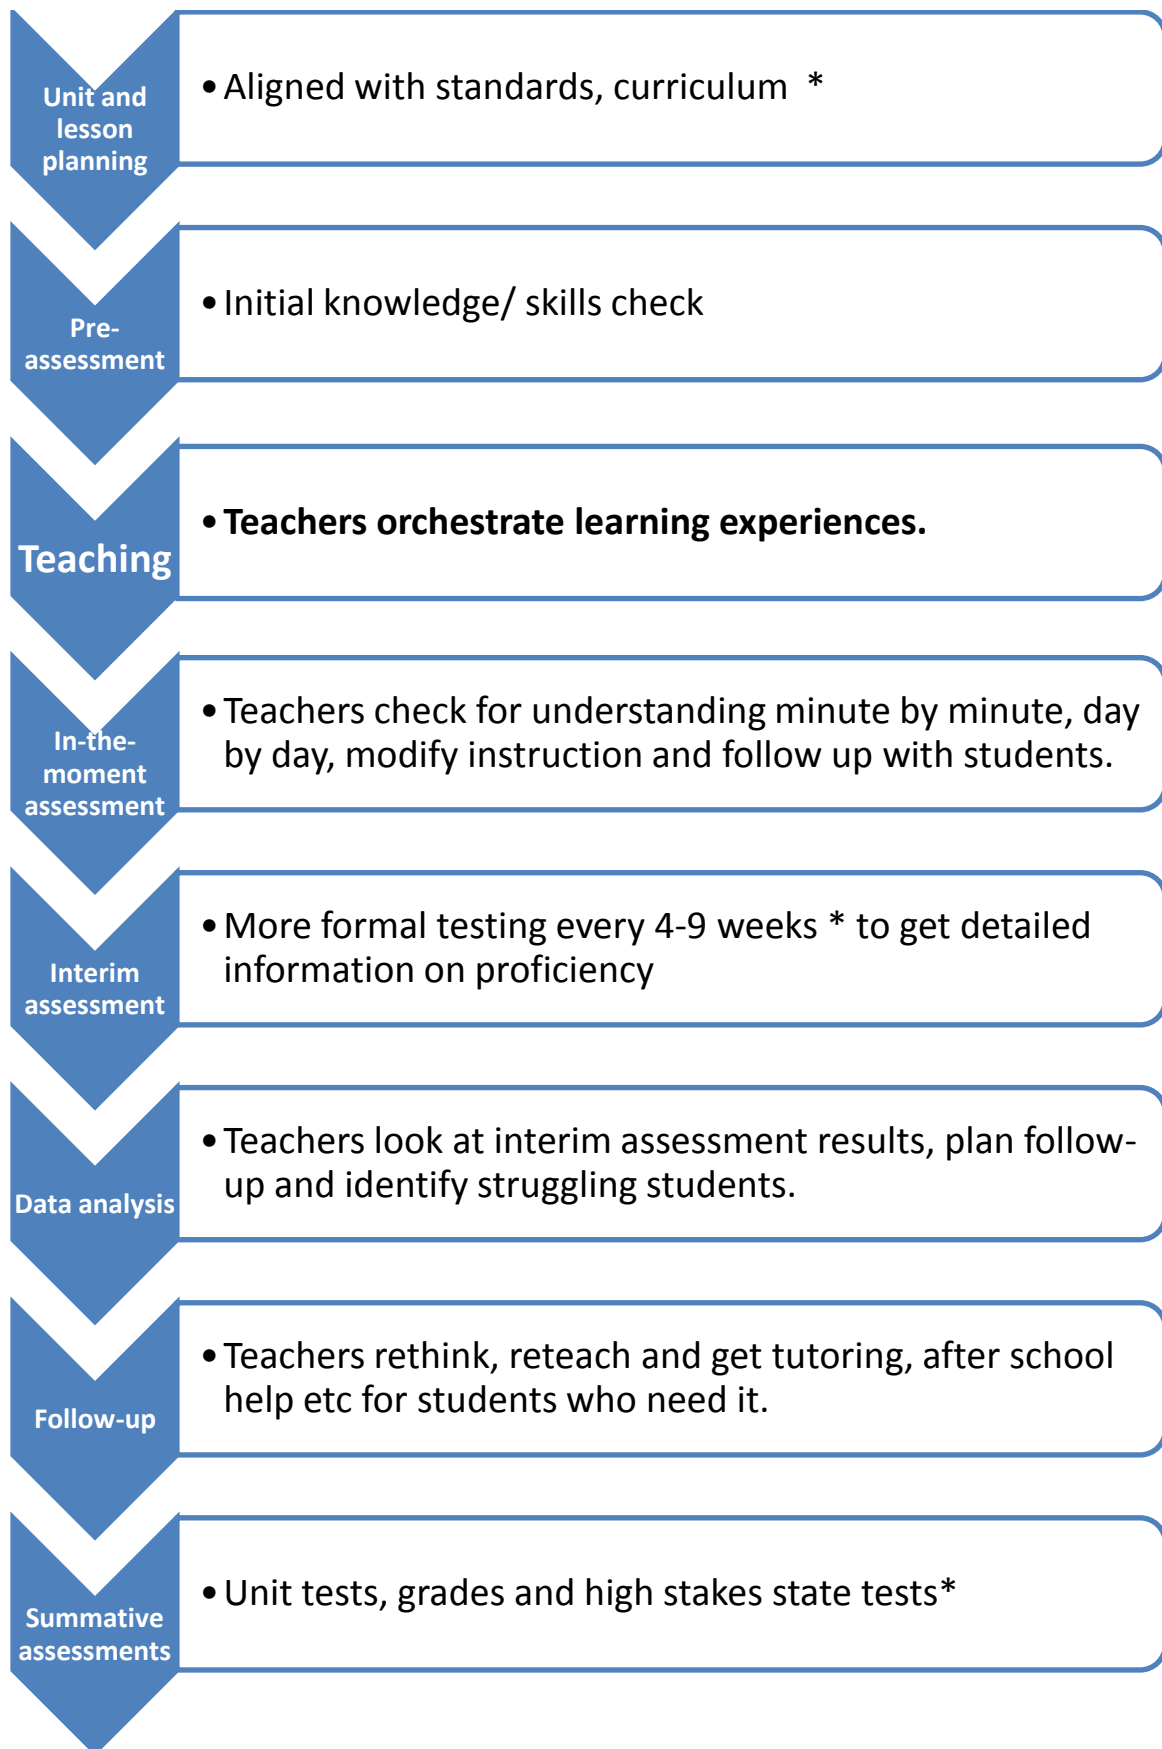 Unit and
lesson
planning
•Aligned with standards, curriculum  *
Pre-
assessment
•Initial knowledge/ skills check
Teaching
•Teachers orchestrate learning experiences.
In-the-
moment
assessment
•Teachers check for understanding minute by minute, day
by day, modify instruction and follow up with students.
Interim
assessment
•More formal testing every 4-9 weeks * to get detailed
information on proficiency
Data analysis
•Teachers look at interim assessment results, plan follow-
up and identify struggling students.
Follow-up
•Teachers rethink, reteach and get tutoring, after school
help etc for students who need it.
Summative
assessments
•Unit tests, grades and high stakes state tests*